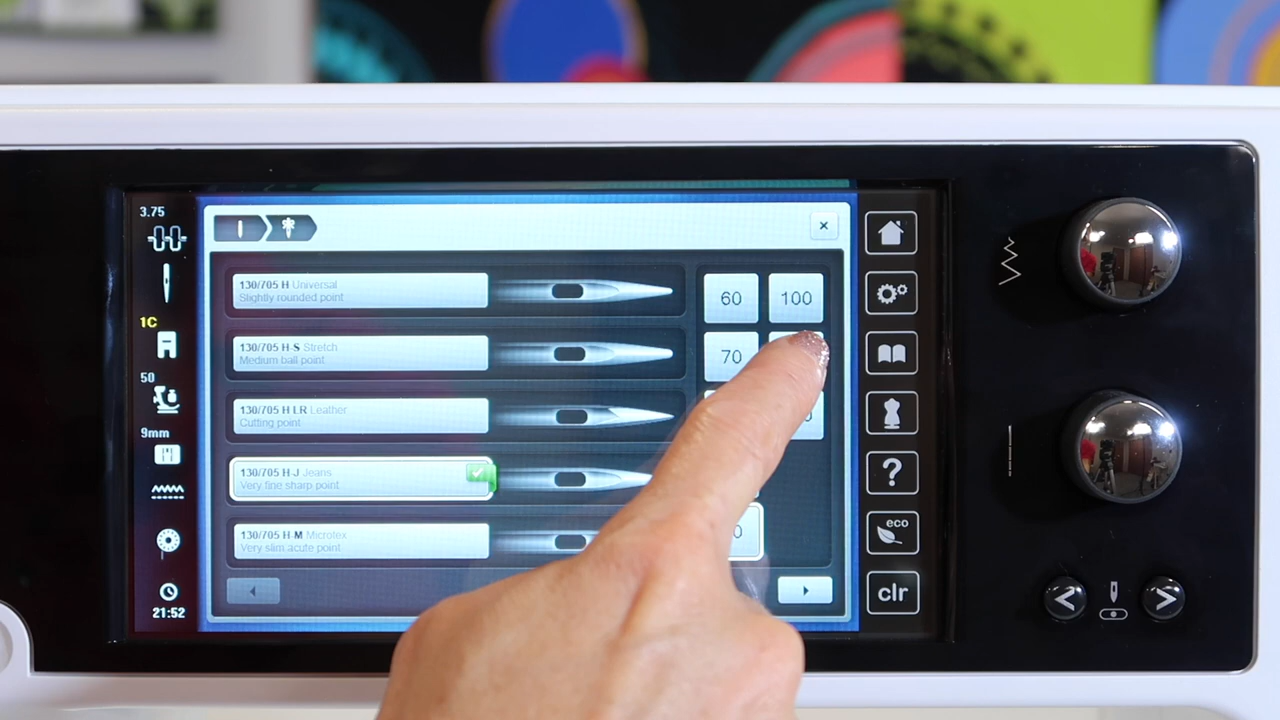 3.75
1C
50
9mm
21:52
×
130/705 H Universal
Slightly rounded point
130/705 H-S Stretch
Medium ball point
130/705 H LR Leather
Cutting point
130/705 H-J Jeans
Very fine sharp point
130/705 H-M Microtex
Very slim acute point
60 100
70
?
eco
clr
< >